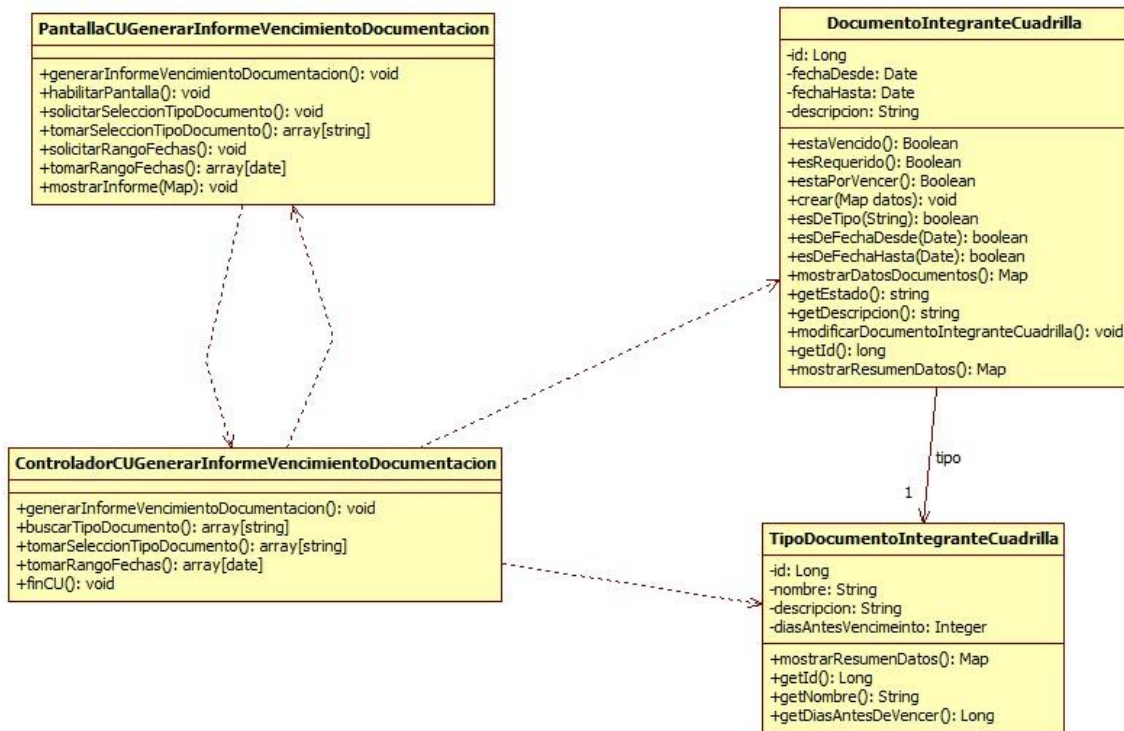 PantallaCUGenerarInformeVencimientoDocumentacion
+generarInformeVencimientoDocumentacion(): void
+habilitarPantalla(): void
+solicitarSeleccionTipoDocumento(): void
+tomarSeleccionTipoDocumento(): array[string]
+solicitarRangoFechas(): void
+tomarRangoFechas(): array[date]
+mostrarInforme(Map): void
DocumentoIntegranteCuadrilla
-id: Long
-fechaDesde: Date
-fechaHasta: Date
-descripcion: String
+estaVencido(): Boolean
+esRequerido(): Boolean
+estaPorVencer(): Boolean
+crear(Map datos): void
+esDeTipo(String): boolean
+esDeFechaDesde(Date): boolean
+esDeFechaHasta(Date): boolean
+mostrarDatosDocumentos(): Map
+getEstado(): string
+getDescripcion(): string
+modificarDocumentoIntegranteCuadrilla(): void
+getId(): long
+mostrarResumenDatos(): Map
tipo
1
ControladorCUGenerarInformeVencimientoDocumentacion
+generarInformeVencimientoDocumentacion(): void
+buscarTipoDocumento(): array[string]
+tomarSeleccionTipoDocumento(): array[string]
+tomarRangoFechas(): array[date]
+finCU(): void
TipoDocumentoIntegranteCuadrilla
-id: Long
-nombre: String
-descripcion: String
-diasAntesVencimeinto: Integer
+mostrarResumenDatos(): Map
+getId(): Long
+getNombre(): String
+getDiasAntesDeVencer(): Long